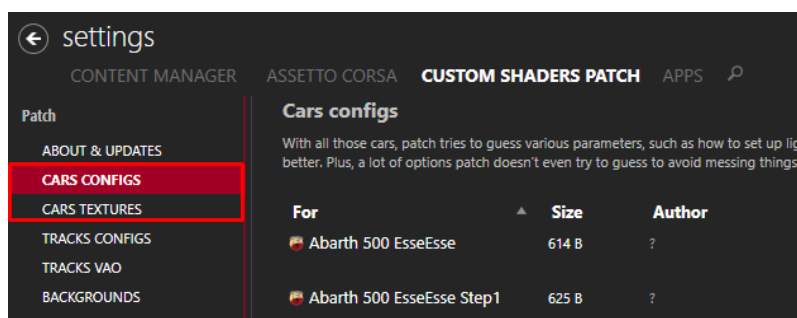 settings
CONTENT MANAGER ASSETTO CORSA CUSTOM SHADERS PATCH APPS
Patch
ABOUT & UPDATES
CARS CONFIGS
CARS TEXTURES
TRACKS CONFIGS
TRACKS VAO
BACKGROUNDS
Cars configs
With all those cars, patch tries to guess various parameters, such as how to set up
better. Plus, a lot of options patch doesn't even try to guess to avoid messing things
For Size Author
Abarth 500 EsseEsse 614 B ?
Abarth 500 EsseEsse Step1 625 B ?